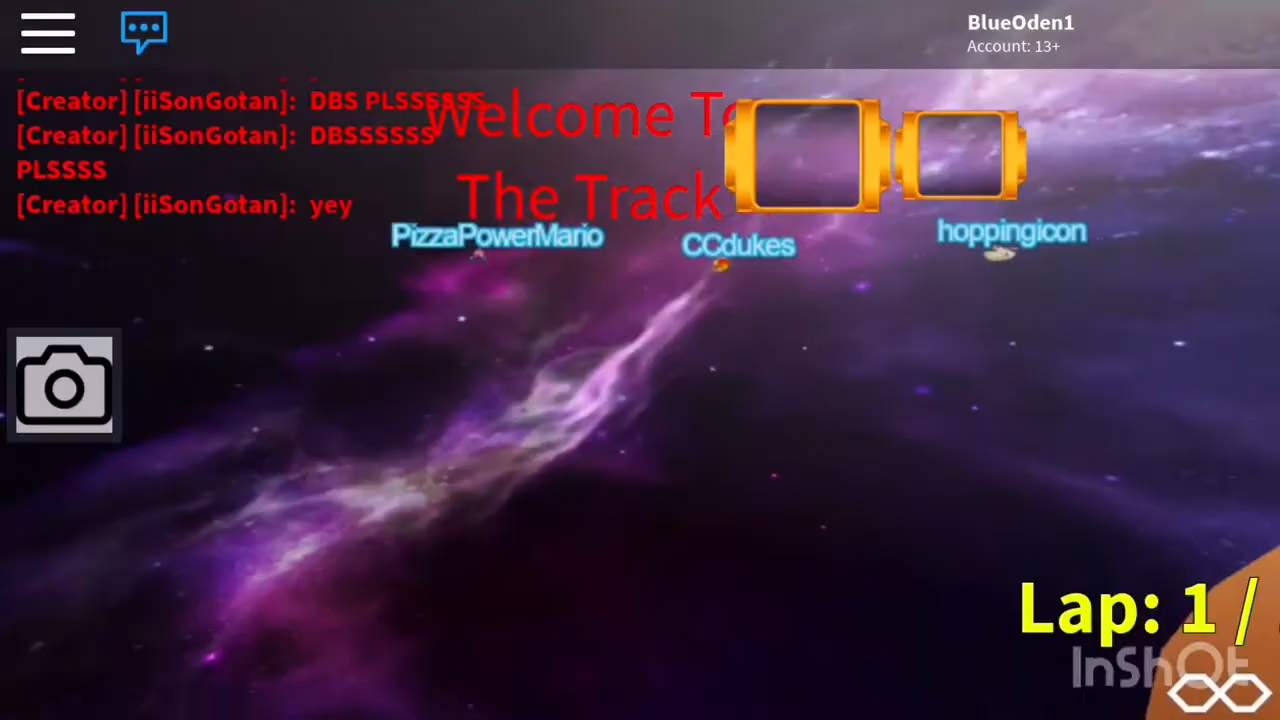 BlueOden1
Account: 13+
[Creator] [iiSonGotan]: DBS PLSSSSSS
[Creator] [iiSonGotan]: DBSSSSSS
PLSSSS
[Creator] [iiSonGotan]: yey
Welcome To
The Track
PizzaPowerMario
CCdukes
hoppingicon
Lap: 1 /
InShOt